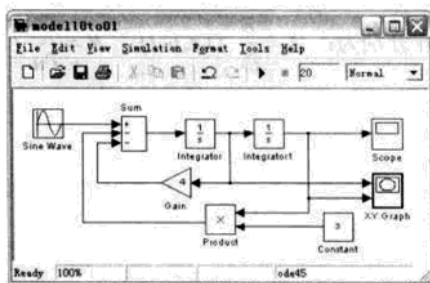 model10to01
File Edit View Simulation Format Tools Help
20 Normal
Sum
+
-
-
Sine Wave
1/s
Integrator
1/s
Integrator1
Scope
4
Gain
XY Graph
×
Product
3
Constant
Ready 100% ode45